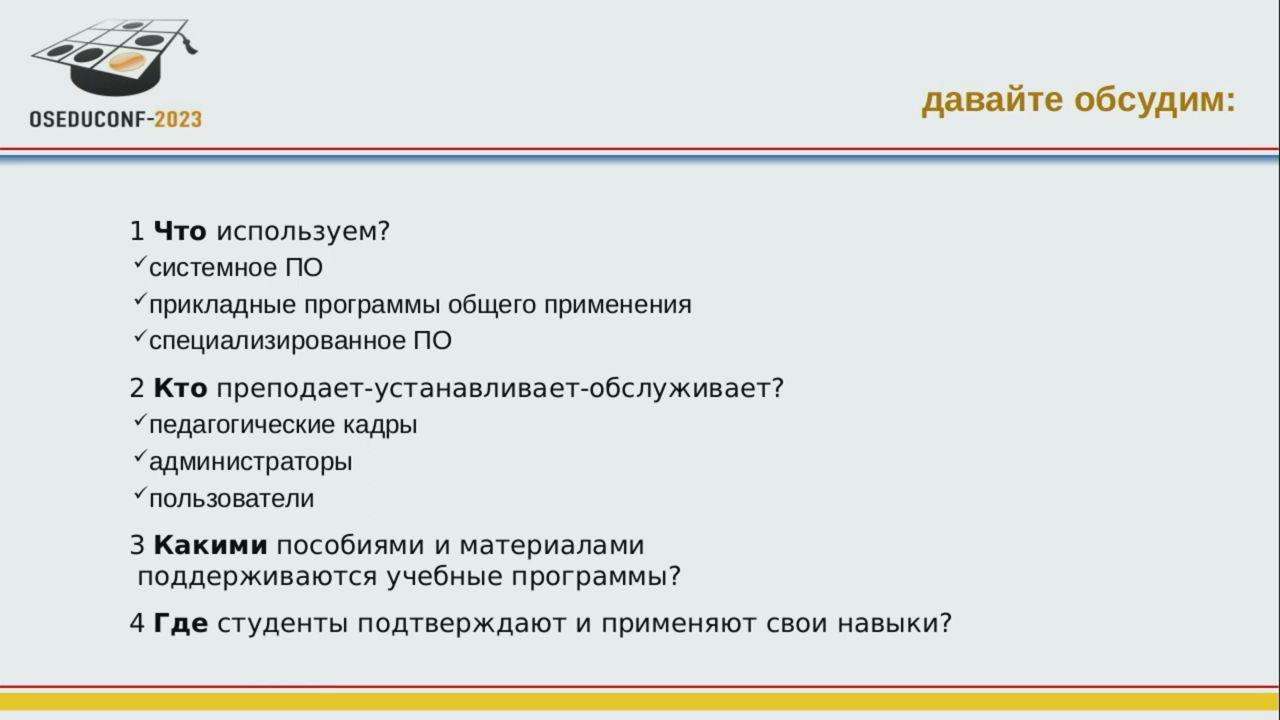 OSEDUCONF-2023
давайте обсудим:
1 Что используем?
✓системное ПО
✓прикладные программы общего применения
✓специализированное ПО
2 Кто преподает-устанавливает-обслуживает?
✓педагогические кадры
✓администраторы
✓пользователи
3 Какими пособиями и материалами
поддерживаются учебные программы?
4 Где студенты подтверждают и применяют свои навыки?